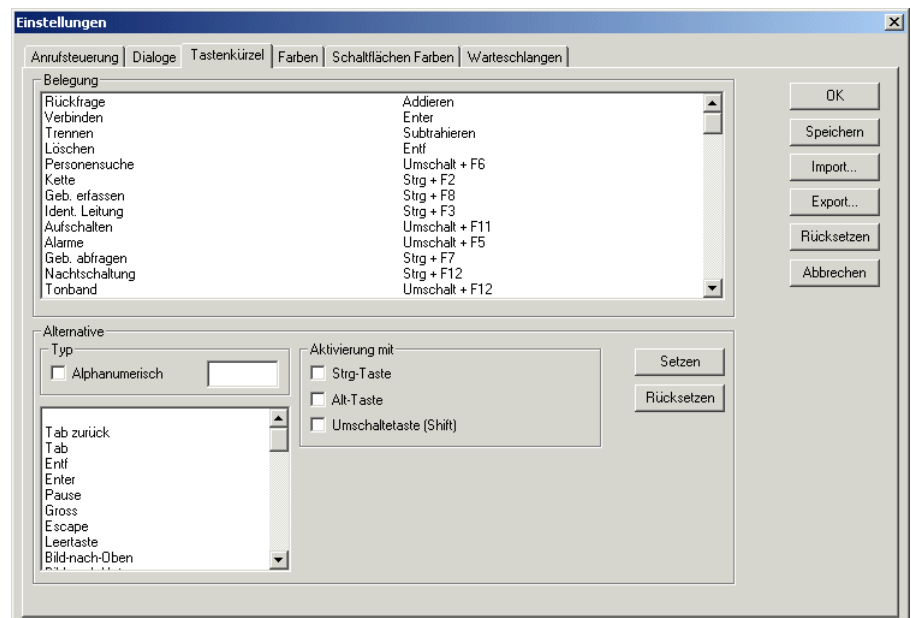 Einstellungen
Anrufsteuerung Dialoge Tastenkürzel Farben Schaltflächen Farben Warteschlangen
Belegung
Rückfrage Addieren
Verbinden Enter
Trennen Subtrahieren
Löschen Entf
Personensuche Umschalt + F6
Kette Strg + F2
Geb. erfassen Strg + F8
Ident. Leitung Strg + F3
Aufschalten Umschalt + F11
Alarme Umschalt + F5
Geb. abfragen Strg + F7
Nachtschaltung Strg + F12
Tonband Umschalt + F12
OK
Speichern
Import...
Export...
Rücksetzen
Abbrechen
Alternative
Typ
Alphanumerisch
Tab zurück
Tab
Entf
Enter
Pause
Gross
Escape
Leertaste
Bild-nach-Oben
Aktivierung mit
Strg-Taste
Alt-Taste
Umschaltetaste (Shift)
Setzen
Rücksetzen